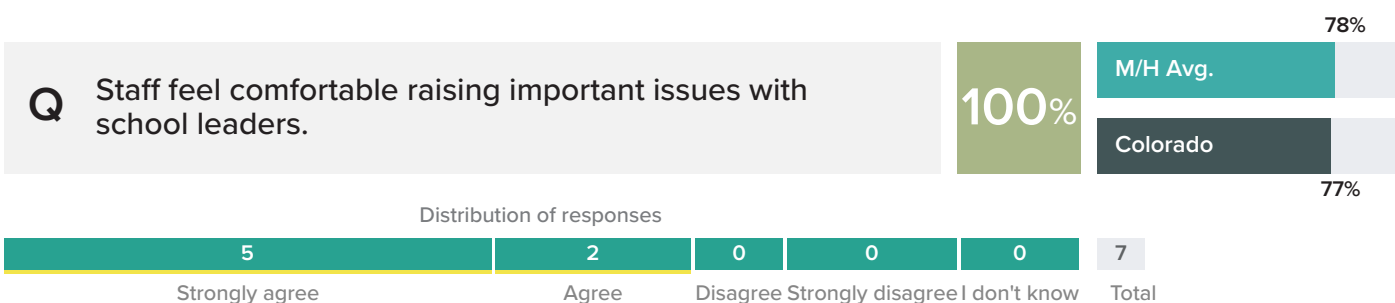 78%
Q
Staff feel comfortable raising important issues with
school leaders.
100%
M/H Avg.
Colorado
77%
Distribution of responses
5 2 0 0 0 7
Strongly agree Agree Disagree Strongly disagree I don't know Total